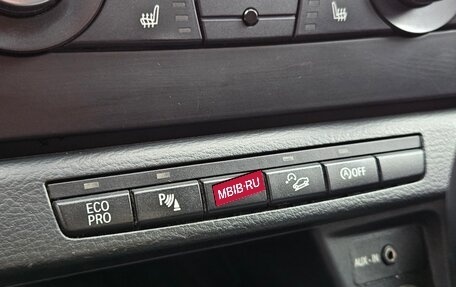 ECO
PRO
P
MBIB·RU
A OFF
AUX-IN